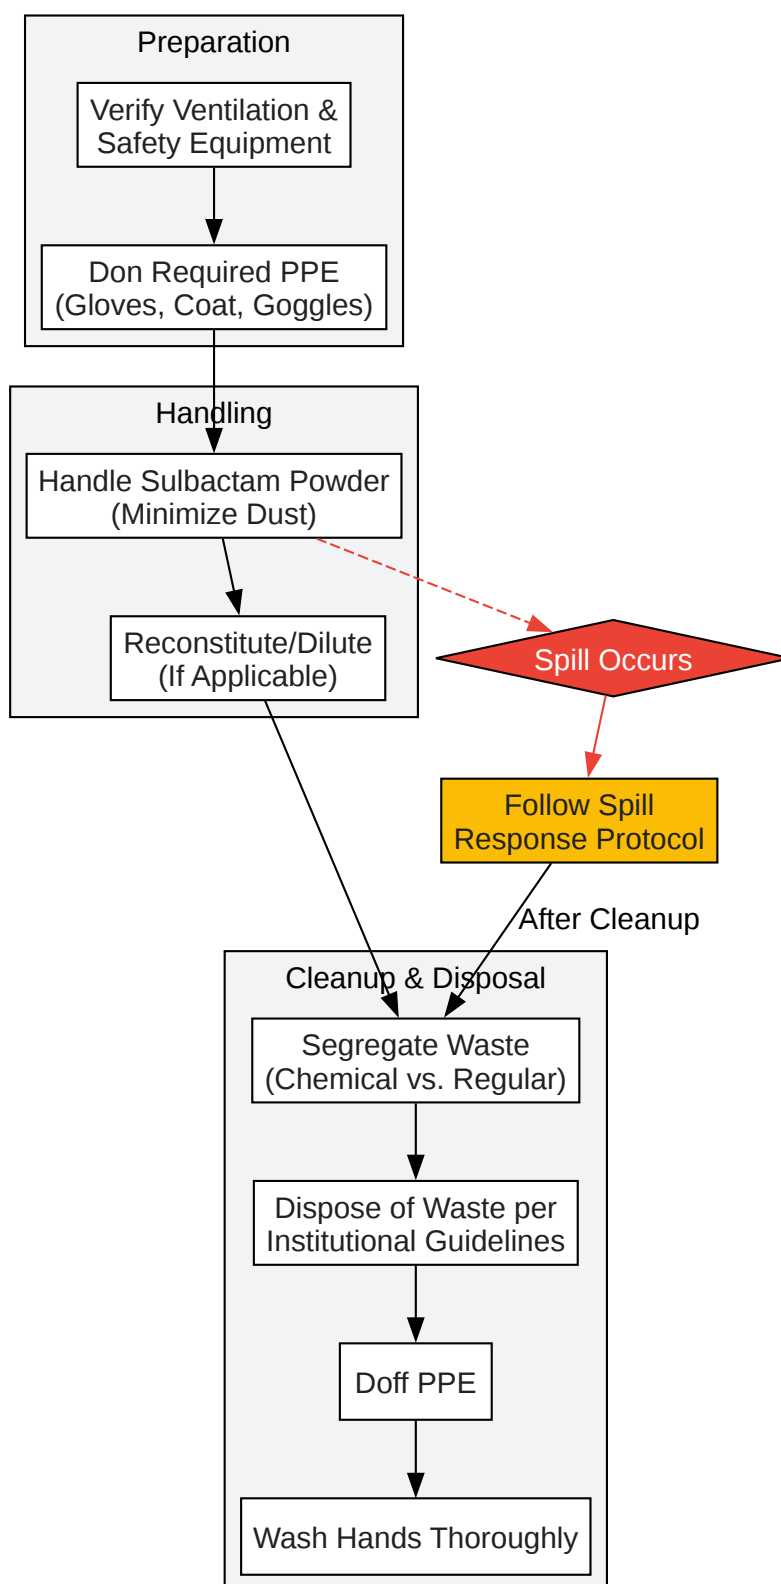 Preparation
Verify Ventilation &
Safety Equipment
Don Required PPE
(Gloves, Coat, Goggles)
Handling
Handle Sulbactam Powder
(Minimize Dust)
Reconstitute/Dilute
(If Applicable)
Spill Occurs
Follow Spill
Response Protocol
After Cleanup
Cleanup & Disposal
Segregate Waste
(Chemical vs. Regular)
Dispose of Waste per
Institutional Guidelines
Doff PPE
Wash Hands Thoroughly